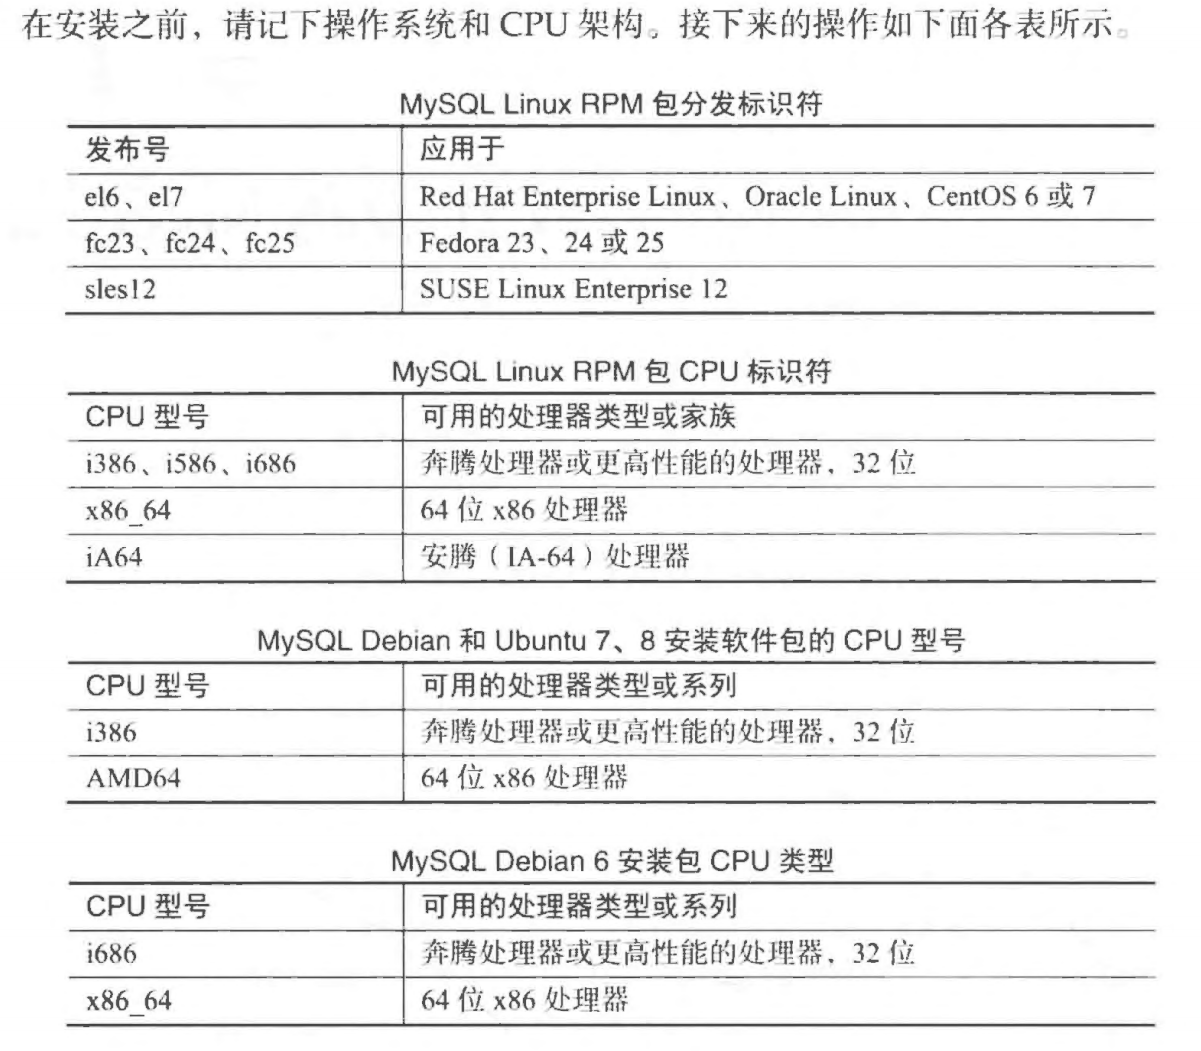 在安装之前，请记下操作系统和 CPU 架构。接下来的操作如下面各表所示。
MySQL Linux RPM 包分发标识符
发布号 应用于
el6、el7 Red Hat Enterprise Linux、Oracle Linux、CentOS 6 或 7
fc23、fc24、fc25 Fedora 23、24 或 25
sles12 SUSE Linux Enterprise 12
MySQL Linux RPM 包 CPU 标识符
CPU 型号 可用的处理器类型或家族
i386、i586、i686 奔腾处理器或更高性能的处理器，32 位
x86_64 64 位 x86 处理器
iA64 安腾（IA-64）处理器
MySQL Debian 和 Ubuntu 7、8 安装软件包的 CPU 型号
CPU 型号 可用的处理器类型或系列
i386 奔腾处理器或更高性能的处理器，32 位
AMD64 64 位 x86 处理器
MySQL Debian 6 安装包 CPU 类型
CPU 型号 可用的处理器类型或系列
i686 奔腾处理器或更高性能的处理器，32 位
x86_64 64 位 x86 处理器